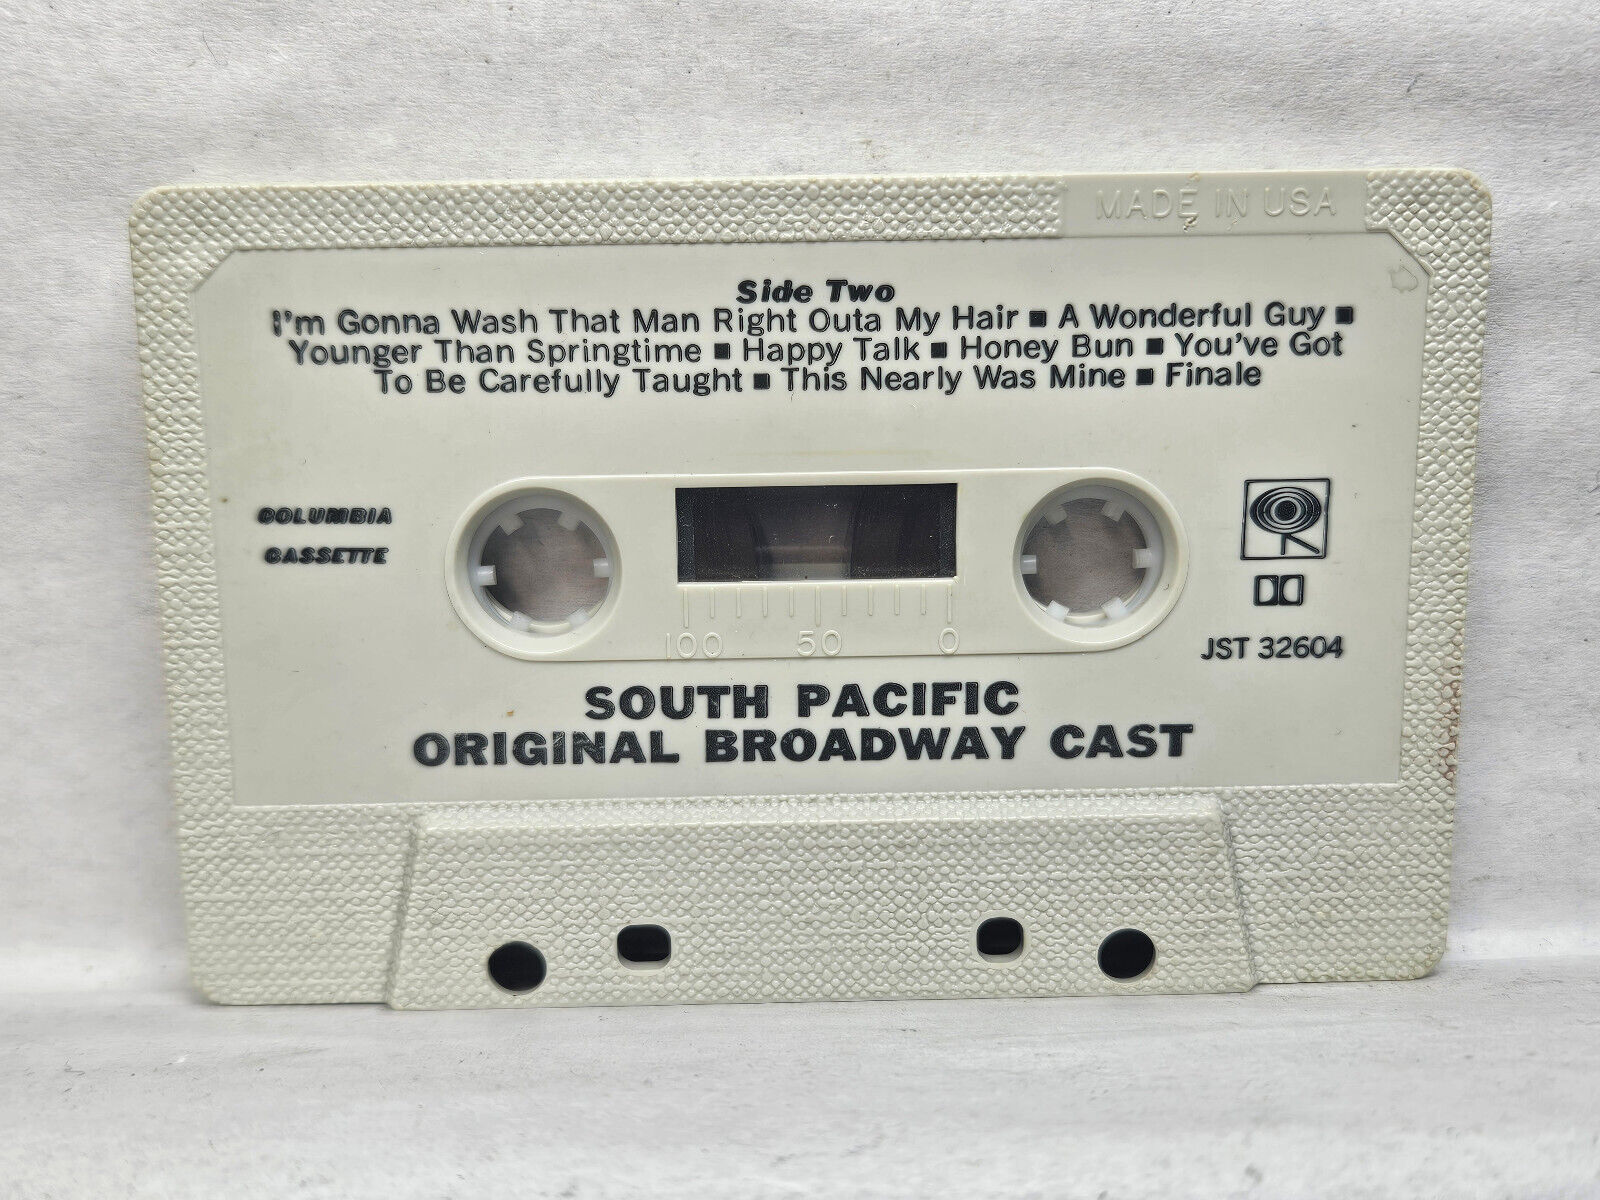 MADE IN USA
Side Two
I'm Gonna Wash That Man Right Outa My Hair ■ A Wonderful Guy ■
Younger Than Springtime ■ Happy Talk ■ Honey Bun ■ You've Got
To Be Carefully Taught ■ This Nearly Was Mine ■ Finale
COLUMBIA
CASSETTE
100 50 0
JST 32604
SOUTH PACIFIC
ORIGINAL BROADWAY CAST